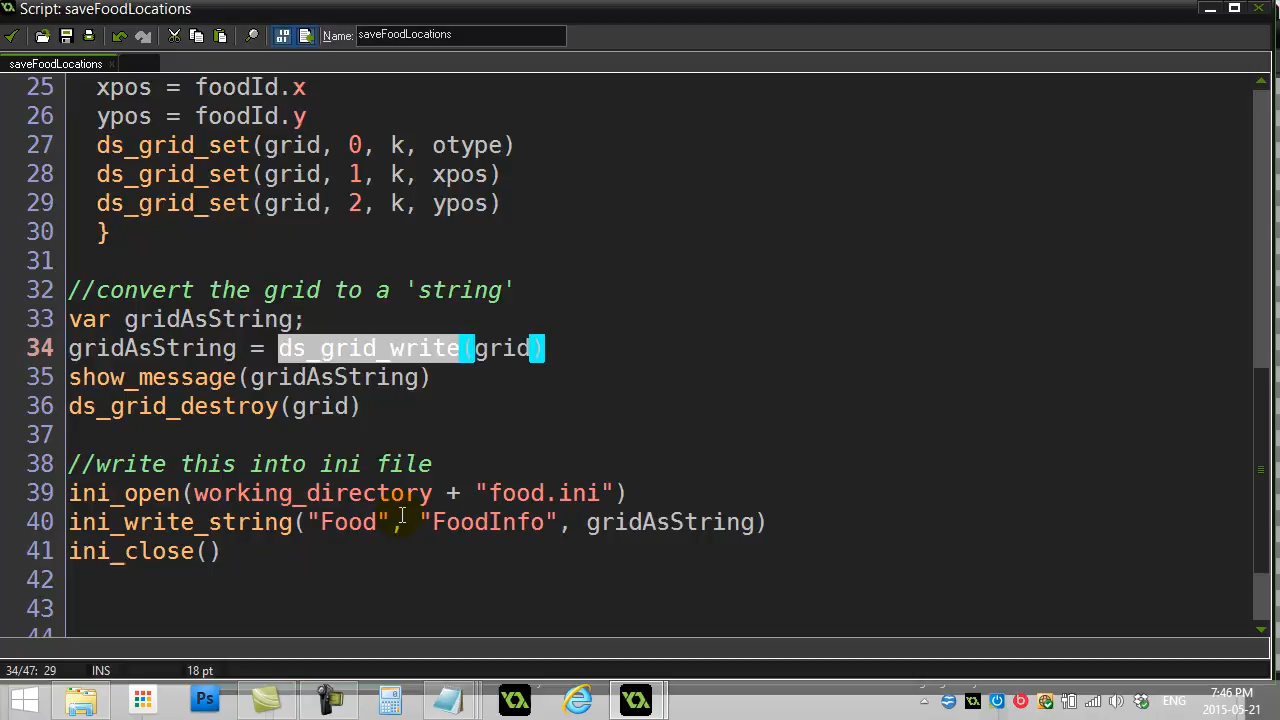 Script: saveFoodLocations
Name: saveFoodLocations
saveFoodLocations
25 xpos = foodId.x
26 ypos = foodId.y
27 ds_grid_set(grid, 0, k, otype)
28 ds_grid_set(grid, 1, k, xpos)
29 ds_grid_set(grid, 2, k, ypos)
30 }
31
32 //convert the grid to a 'string'
33 var gridAsString;
34 gridAsString = ds_grid_write(grid)
35 show_message(gridAsString)
36 ds_grid_destroy(grid)
37
38 //write this into ini file
39 ini_open(working_directory + "food.ini")
40 ini_write_string("Food", "FoodInfo", gridAsString)
41 ini_close()
42
43
44
34/47: 29 INS 18 pt
Ps
ENG
7:46 PM
2015-05-21